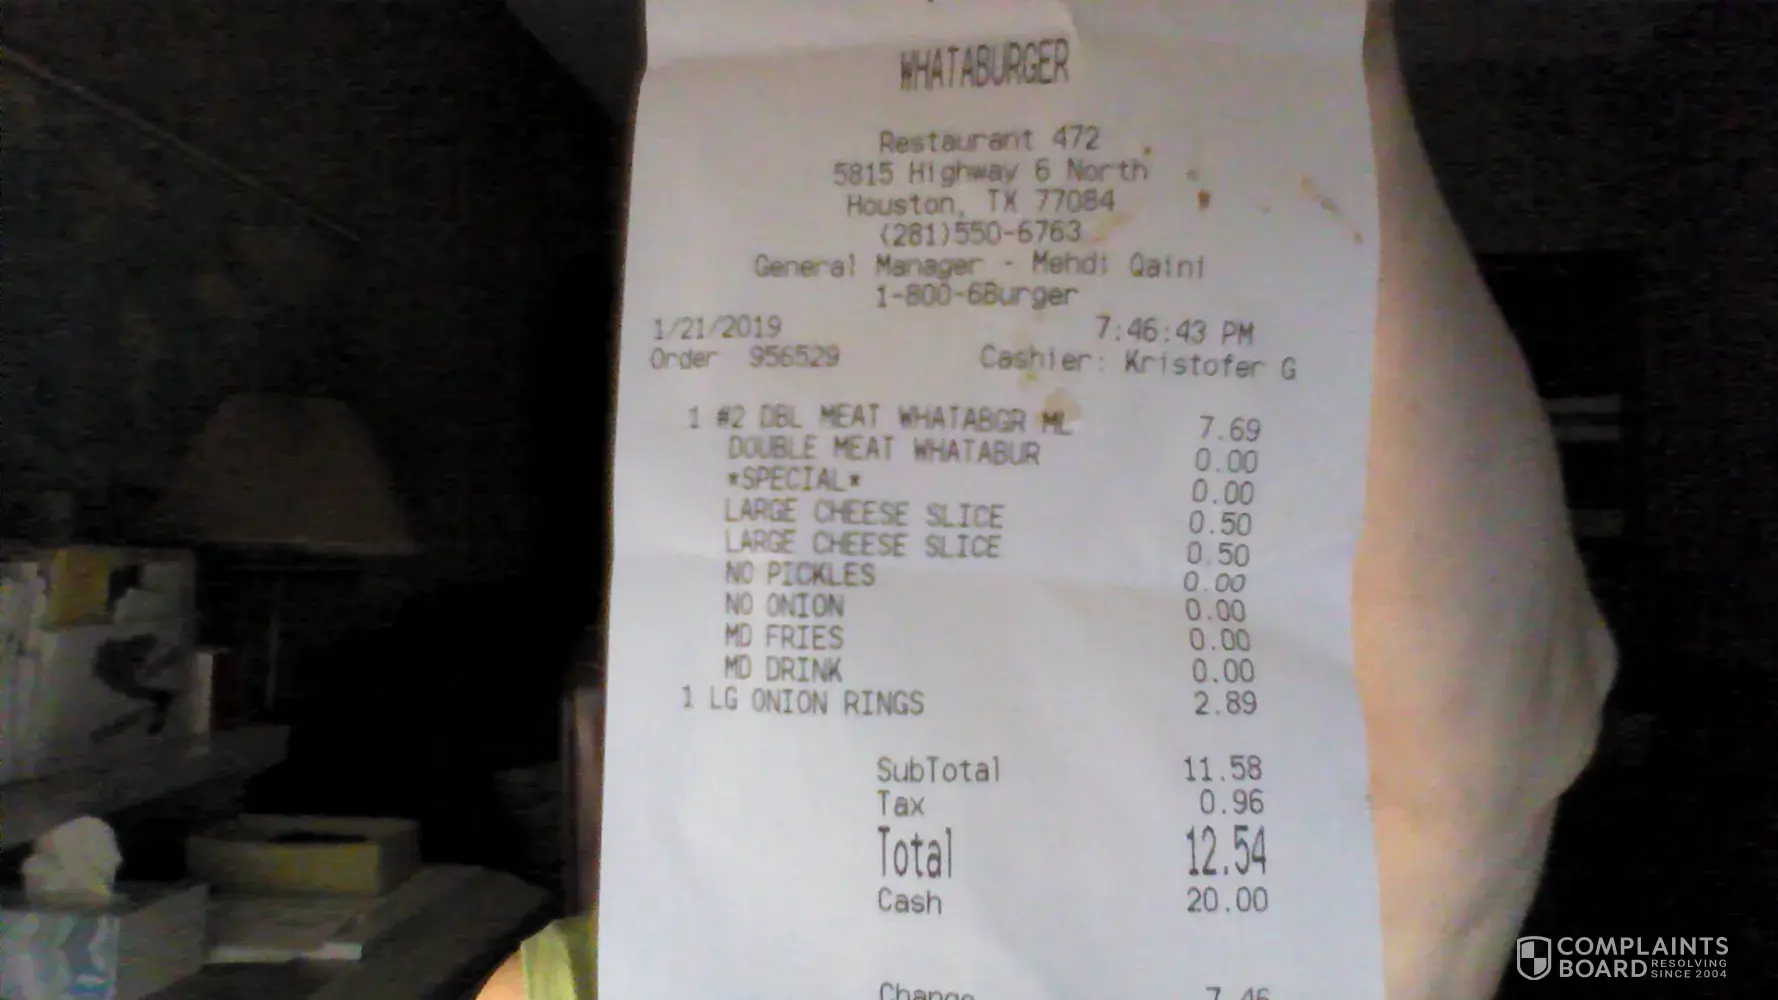 WHATABURGER
Restaurant 472
5815 Highway 6 North
Houston, TX 77084
(281)550-6763
General Manager - Mehdi Qaini
1-800-6Burger
1/21/2019 7:46:43 PM
Order 956529 Cashier: Kristofer G
1 #2 DBL MEAT WHATABGR ML 7.69
DOUBLE MEAT WHATABUR 0.00
*SPECIAL* 0.00
LARGE CHEESE SLICE 0.50
LARGE CHEESE SLICE 0.50
NO PICKLES 0.00
NO ONION 0.00
MD FRIES 0.00
MD DRINK 0.00
1 LG ONION RINGS 2.89
SubTotal 11.58
Tax 0.96
Total 12.54
Cash 20.00
Change 7.46
COMPLAINTS
BOARD RESOLVING
SINCE 2004